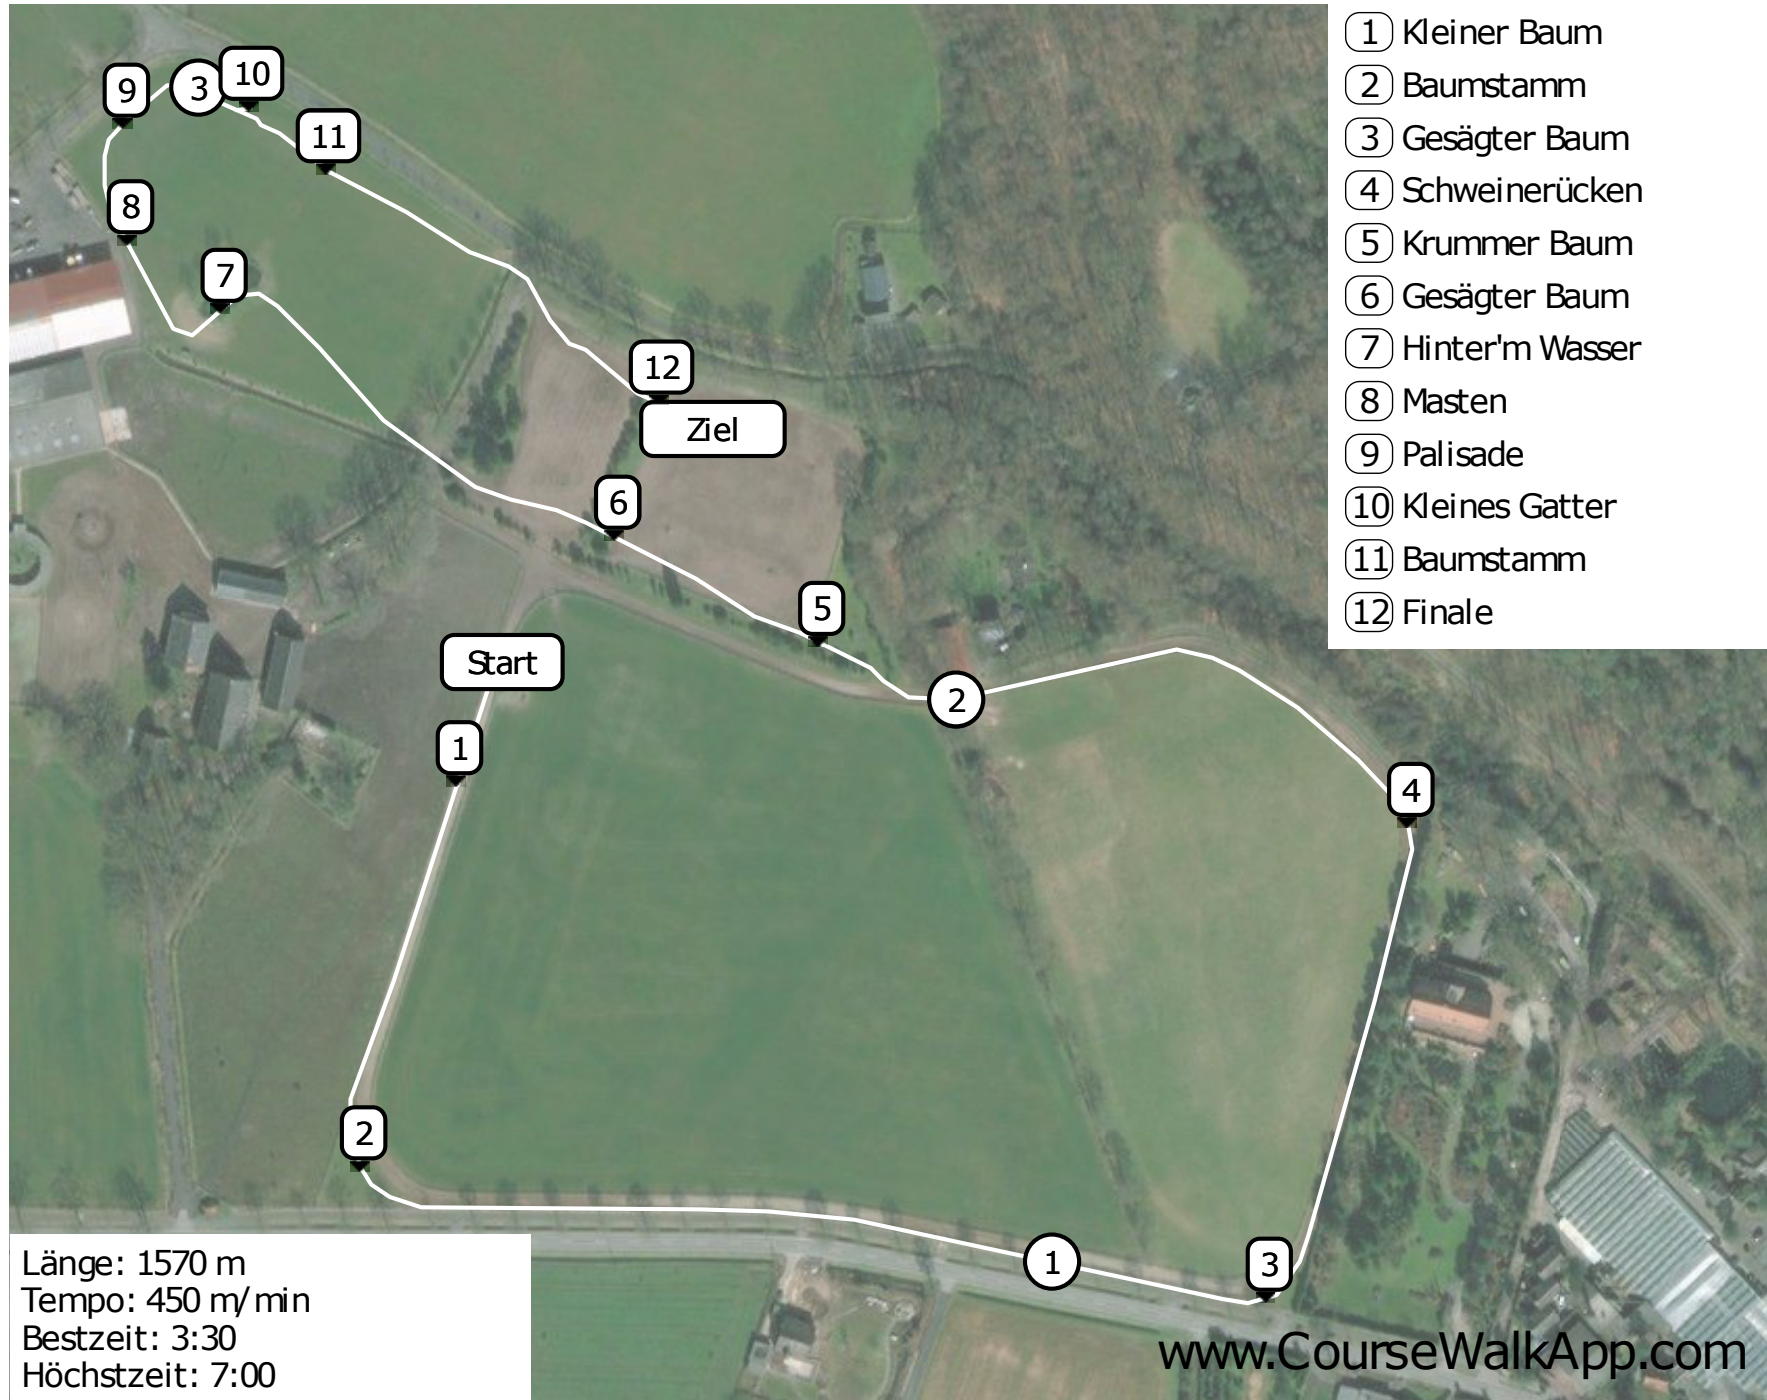 9
3
10
11
8
7
12
Ziel
6
5
Start
2
1
4
2
1
3
1 Kleiner Baum
2 Baumstamm
3 Gesägter Baum
4 Schweinerücken
5 Krummer Baum
6 Gesägter Baum
7 Hinter'm Wasser
8 Masten
9 Palisade
10 Kleines Gatter
11 Baumstamm
12 Finale
Länge: 1570 m
Tempo: 450 m/min
Bestzeit: 3:30
Höchstzeit: 7:00
www.CourseWalkApp.com